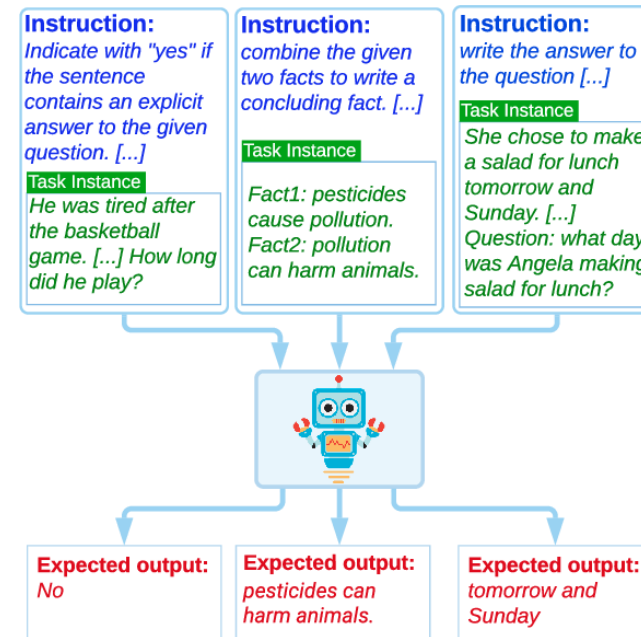 Instruction:
Indicate with "yes" if
the sentence
contains an explicit
answer to the given
question. [...]
Task Instance
He was tired after
the basketball
game. [...] How long
did he play?
Instruction:
combine the given
two facts to write a
concluding fact. [...]
Task Instance
Fact1: pesticides
cause pollution.
Fact2: pollution
can harm animals.
Instruction:
write the answer to
the question [...]
Task Instance
She chose to make
a salad for lunch
tomorrow and
Sunday. [...]
Question: what day
was Angela making
salad for lunch?
Expected output:
No
Expected output:
pesticides can
harm animals.
Expected output:
tomorrow and
Sunday